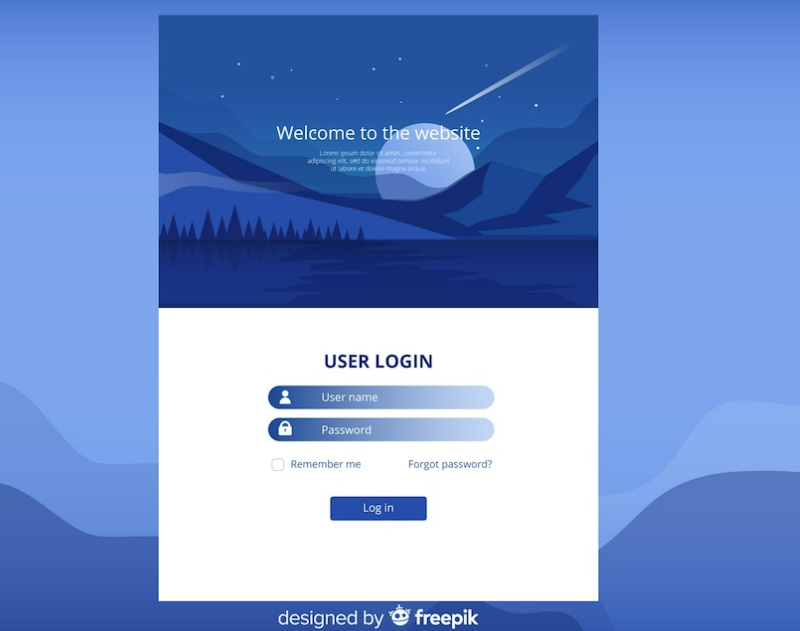 Welcome to the website
Lorem ipsum dolor sit amet, consectetur
adipiscing elit, sed do eiusmod tempor incididunt
ut labore et dolore magna aliqua.
USER LOGIN
User name
Password
Remember me
Forgot password?
Log in
designed by freepik